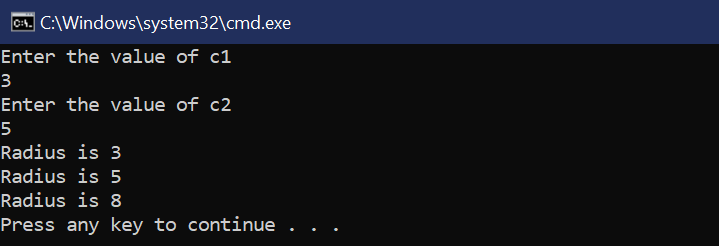 C:\Windows\system32\cmd.exe
Enter the value of c1
3
Enter the value of c2
5
Radius is 3
Radius is 5
Radius is 8
Press any key to continue . . .